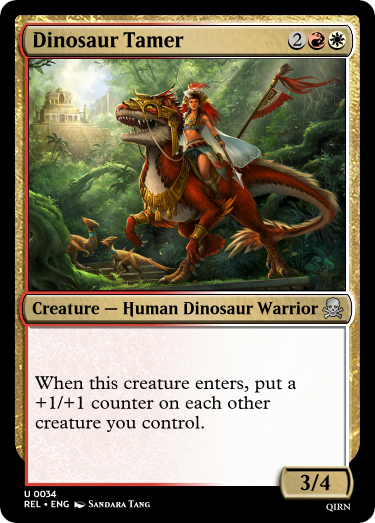 Dinosaur Tamer 2
Creature — Human Dinosaur Warrior
When this creature enters, put a
+1/+1 counter on each other
creature you control.
3/4
U 0034
REL • ENG SANDARA TANG
QIRN